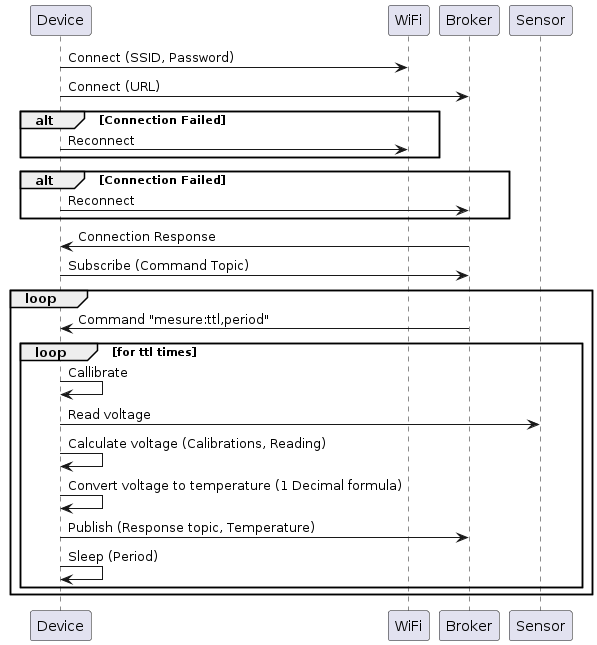 Device WiFi Broker Sensor
Connect (SSID, Password)
Connect (URL)
alt [Connection Failed]
Reconnect
alt [Connection Failed]
Reconnect
Connection Response
Subscribe (Command Topic)
loop
Command "mesure:ttl,period"
loop [for ttl times]
Callibrate
Read voltage
Calculate voltage (Calibrations, Reading)
Convert voltage to temperature (1 Decimal formula)
Publish (Response topic, Temperature)
Sleep (Period)
Device WiFi Broker Sensor